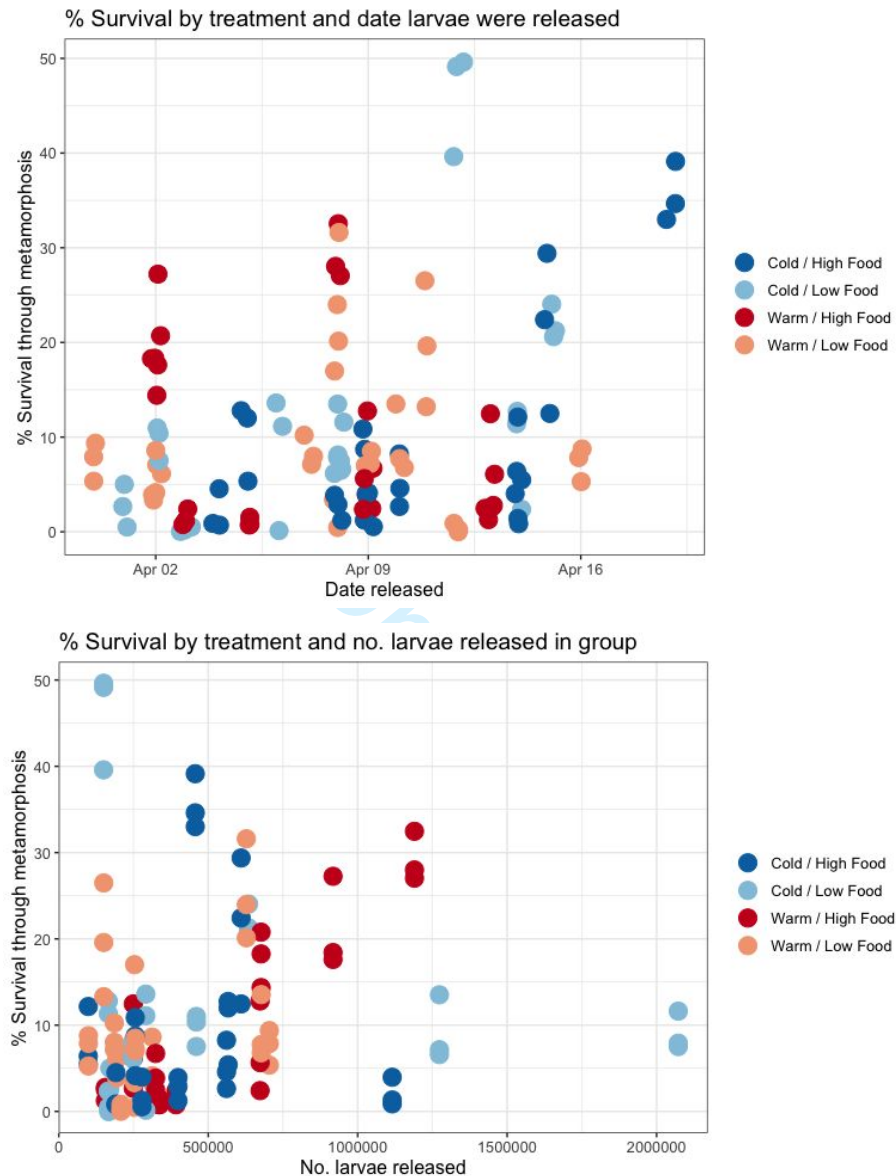 % Survival by treatment and date larvae were released
50
40
30
20
10
0
% Survival through metamorphosis
Apr 02
Apr 09
Apr 16
Date released
Cold / High Food
Cold / Low Food
Warm / High Food
Warm / Low Food
% Survival by treatment and no. larvae released in group
50
40
30
20
10
0
% Survival through metamorphosis
0
500000
1000000
1500000
2000000
No. larvae released
Cold / High Food
Cold / Low Food
Warm / High Food
Warm / Low Food